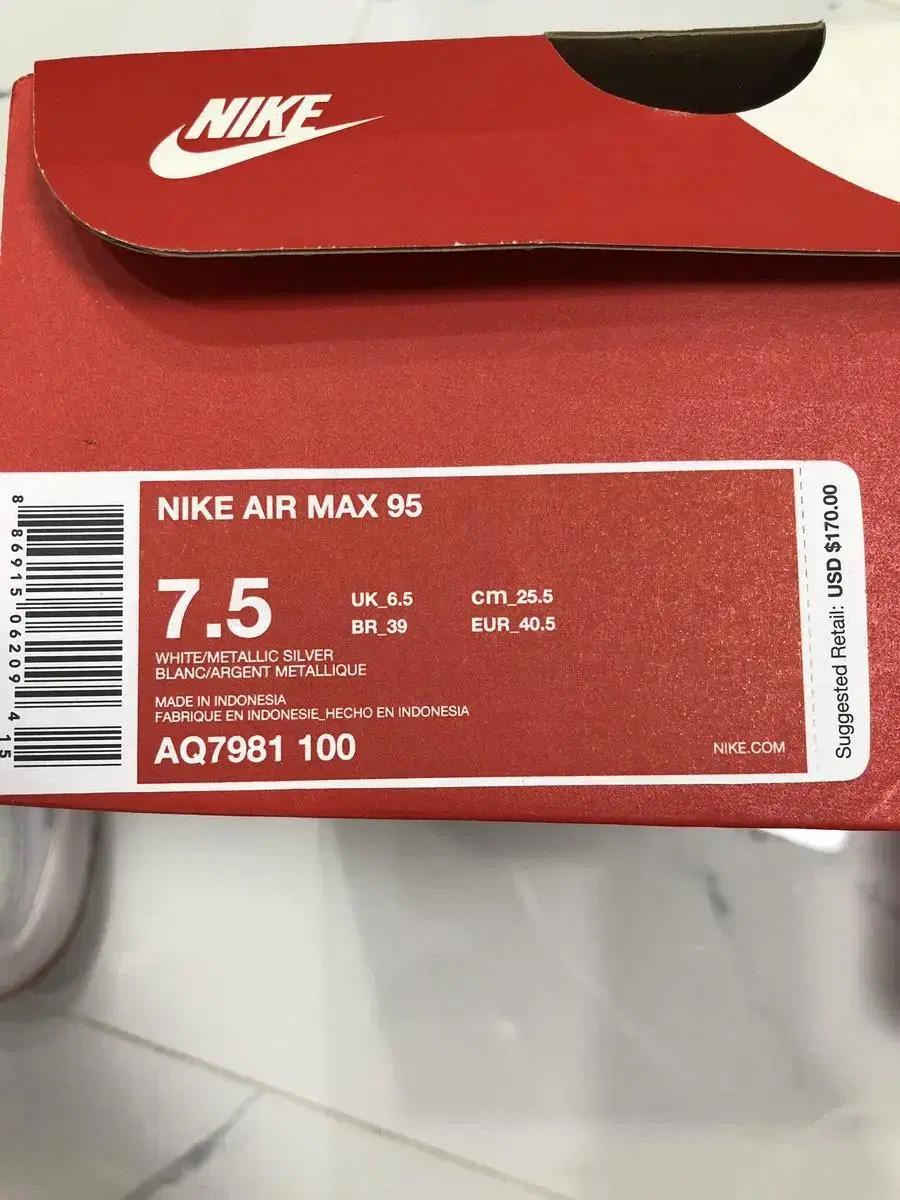 NIKE
NIKE AIR MAX 95
7.5
UK_6.5 cm_25.5
BR_39 EUR_40.5
WHITE/METALLIC SILVER
BLANC/ARGENT METALLIQUE
MADE IN INDONESIA
FABRIQUE EN INDONESIE_HECHO EN INDONESIA
AQ7981 100
NIKE.COM
Suggested Retail: USD $170.00
8 86915 06209 4
15